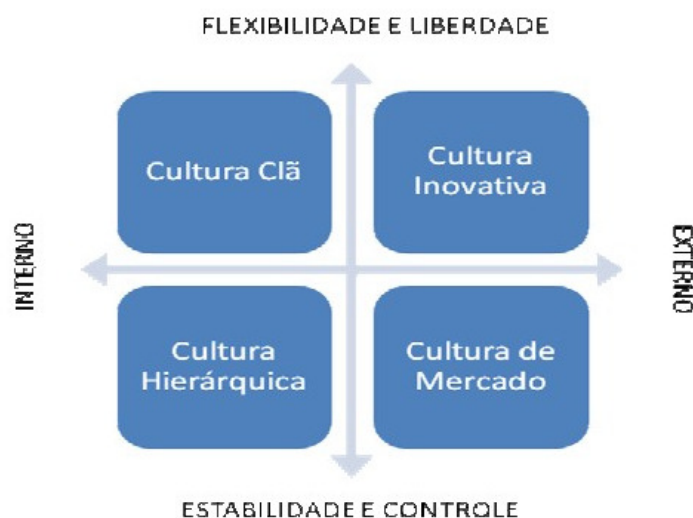 FLEXIBILIDADE E LIBERDADE
Cultura Clã
Cultura
Inovativa
INTERNO
EXTERNO
Cultura
Hierárquica
Cultura de
Mercado
ESTABILIDADE E CONTROLE